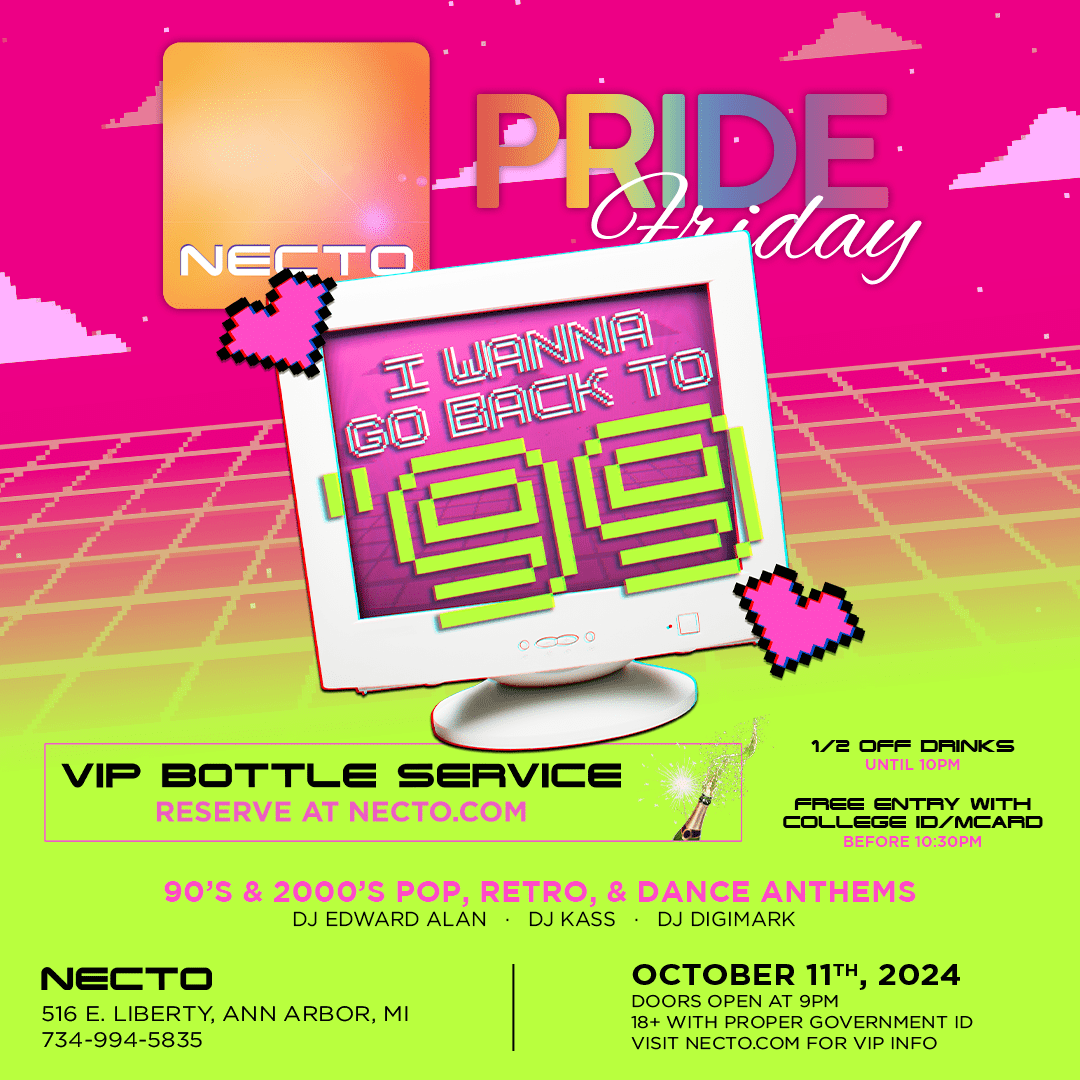 NECTO
PRIDE
Friday
I WANNA
GO BACK TO
"99
VIP BOTTLE SERVICE
RESERVE AT NECTO.COM
1/2 OFF DRINKS
UNTIL 10PM
FREE ENTRY WITH
COLLEGE ID/MCARD
BEFORE 10:30PM
90'S & 2000'S POP, RETRO, & DANCE ANTHEMS
DJ EDWARD ALAN · DJ KASS · DJ DIGIMARK
NECTO
516 E. LIBERTY, ANN ARBOR, MI
734-994-5835
OCTOBER 11TH, 2024
DOORS OPEN AT 9PM
18+ WITH PROPER GOVERNMENT ID
VISIT NECTO.COM FOR VIP INFO